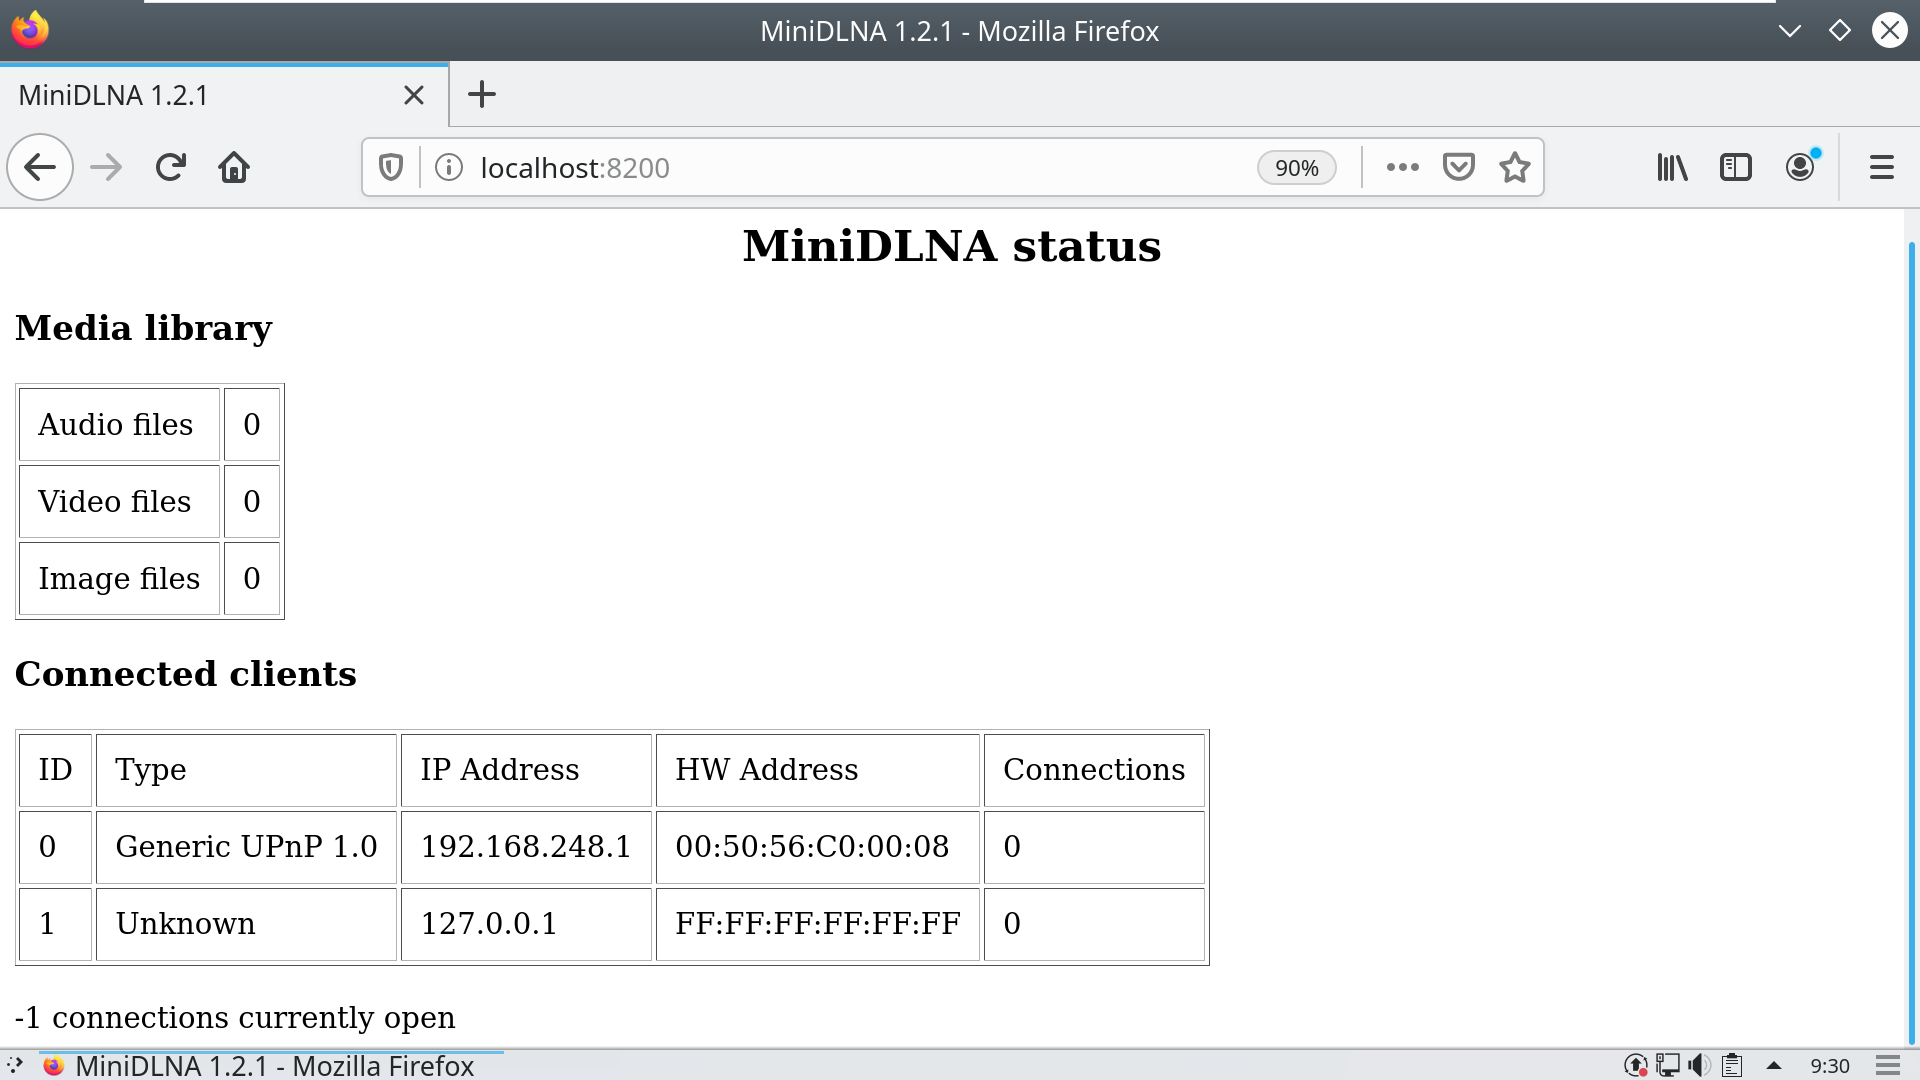 MiniDLNA 1.2.1 - Mozilla Firefox
MiniDLNA 1.2.1
localhost:8200 90%
MiniDLNA status
Media library
Audio files 0
Video files 0
Image files 0
Connected clients
ID Type IP Address HW Address Connections
0 Generic UPnP 1.0 192.168.248.1 00:50:56:C0:00:08 0
1 Unknown 127.0.0.1 FF:FF:FF:FF:FF:FF 0
-1 connections currently open
MiniDLNA 1.2.1 - Mozilla Firefox 9:30